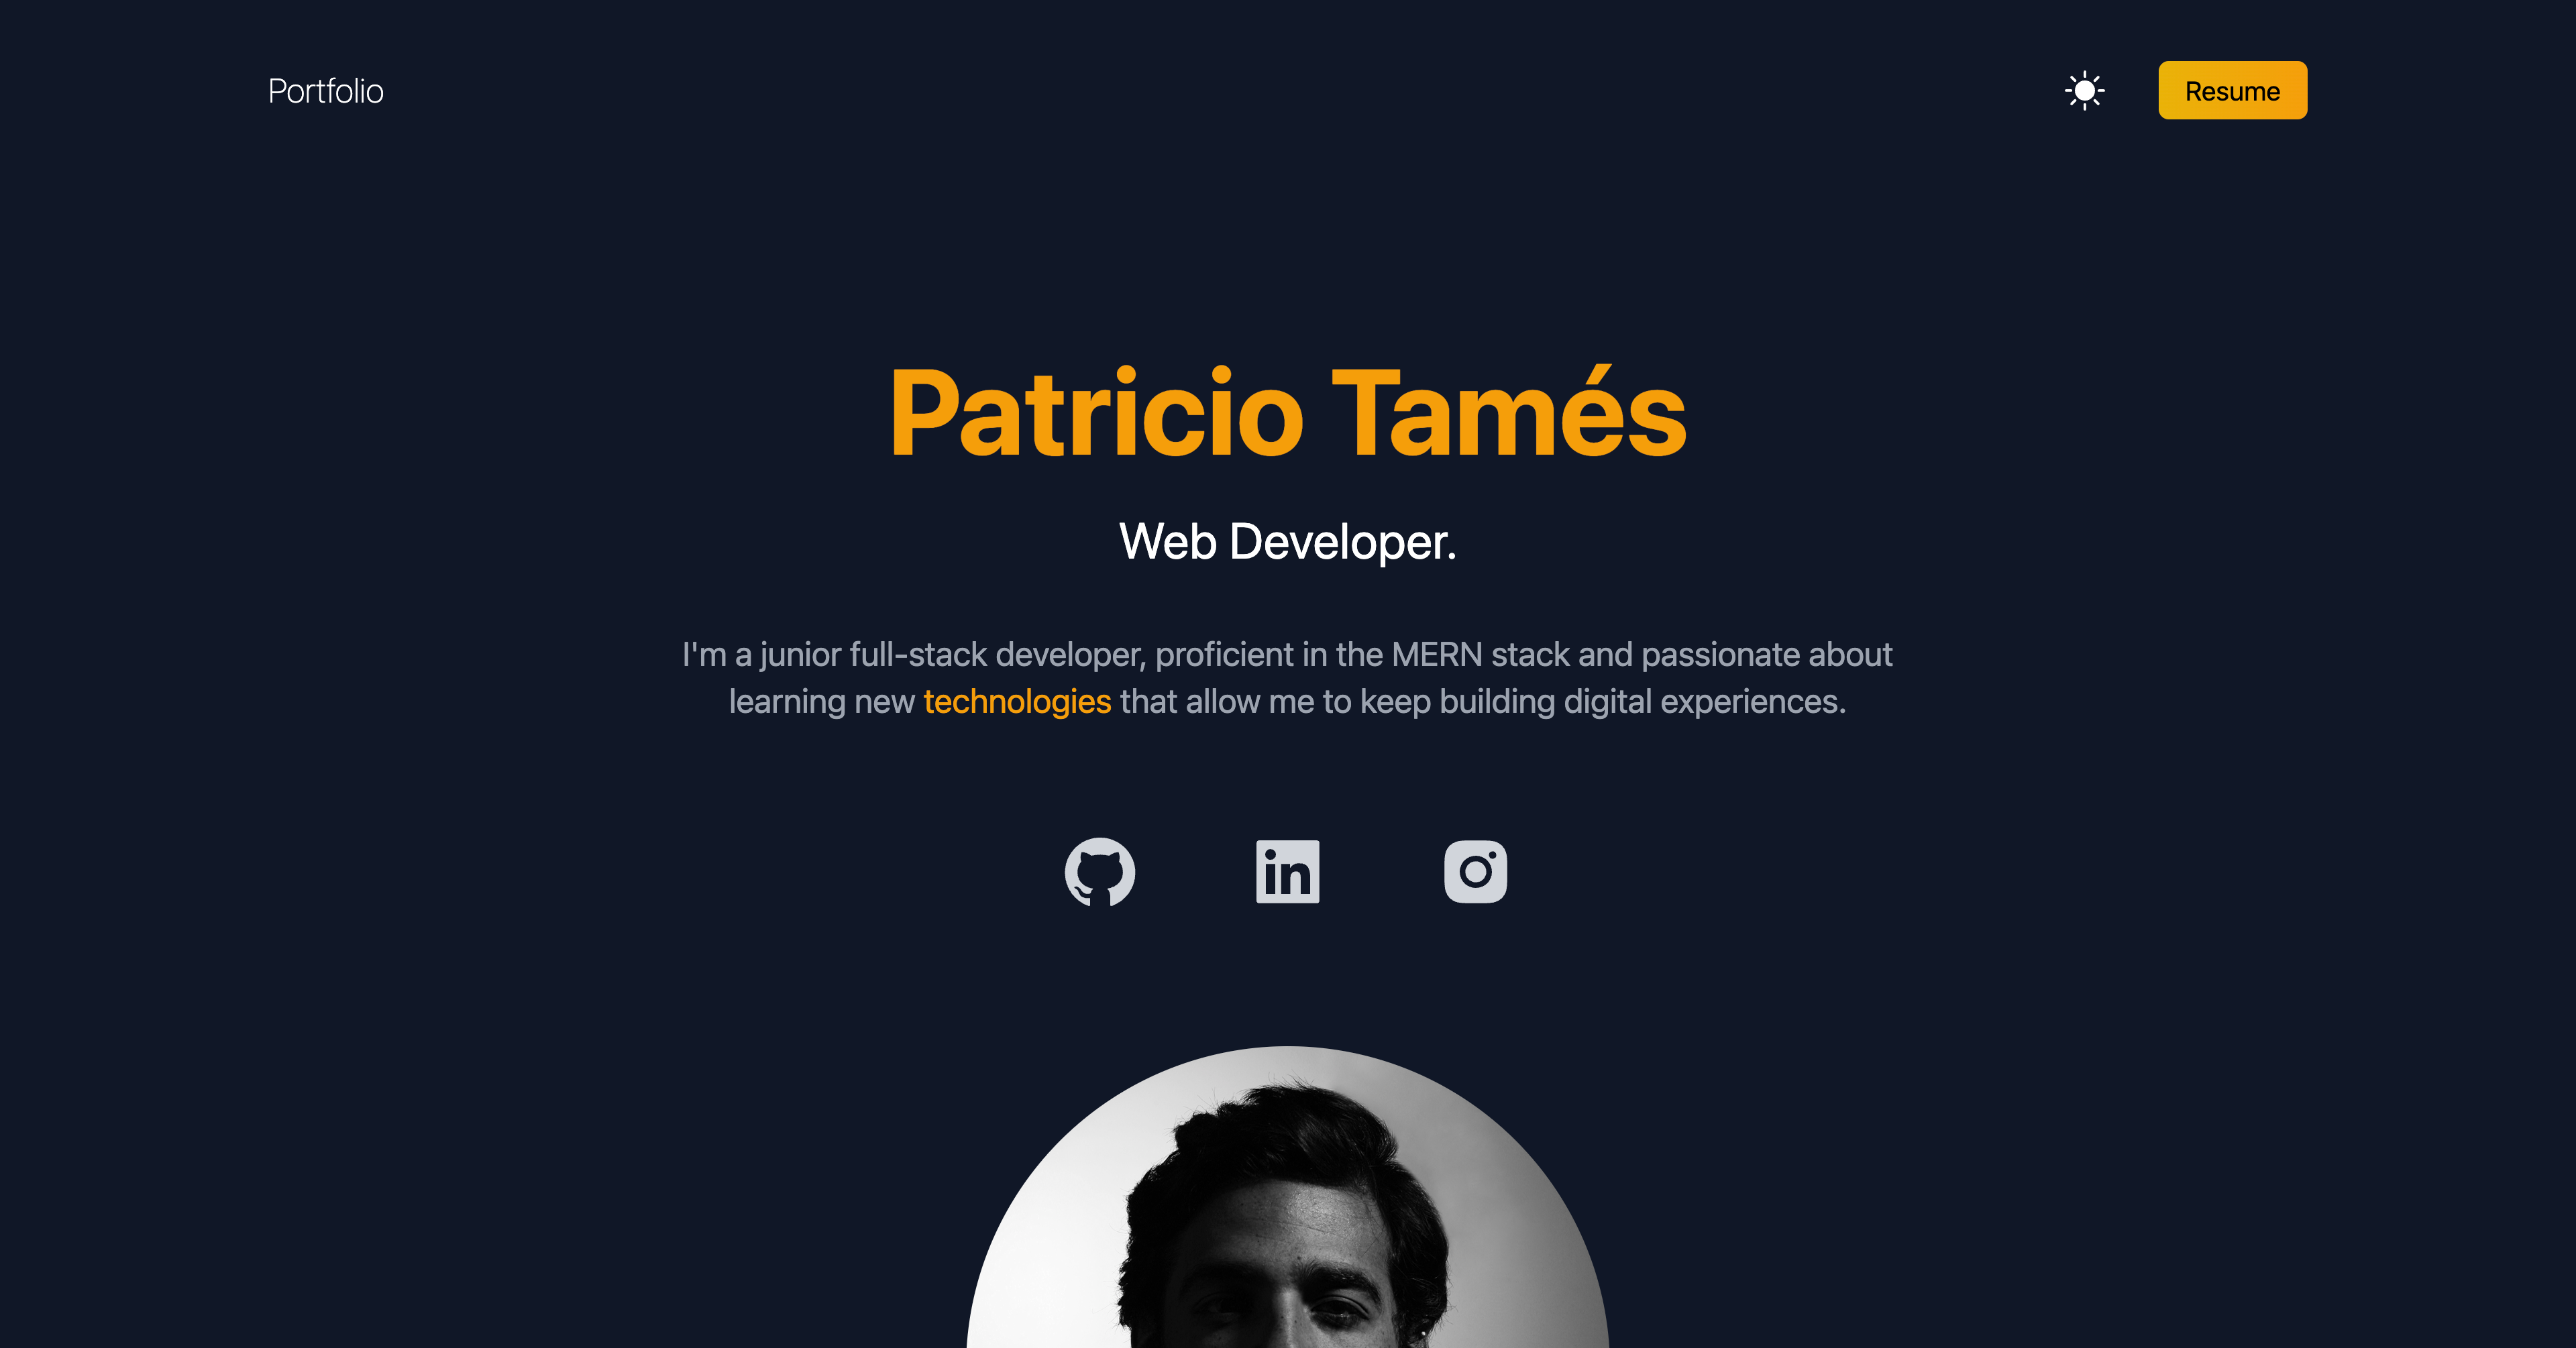 Portfolio
Resume
Patricio Tamés
Web Developer.
I'm a junior full-stack developer, proficient in the MERN stack and passionate about
learning new technologies that allow me to keep building digital experiences.
in